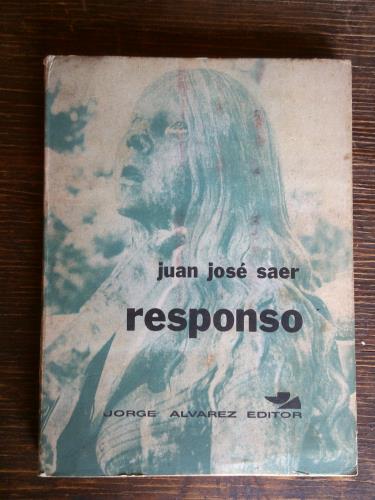 juan josé saer
responso
JORGE ALVAREZ EDITOR